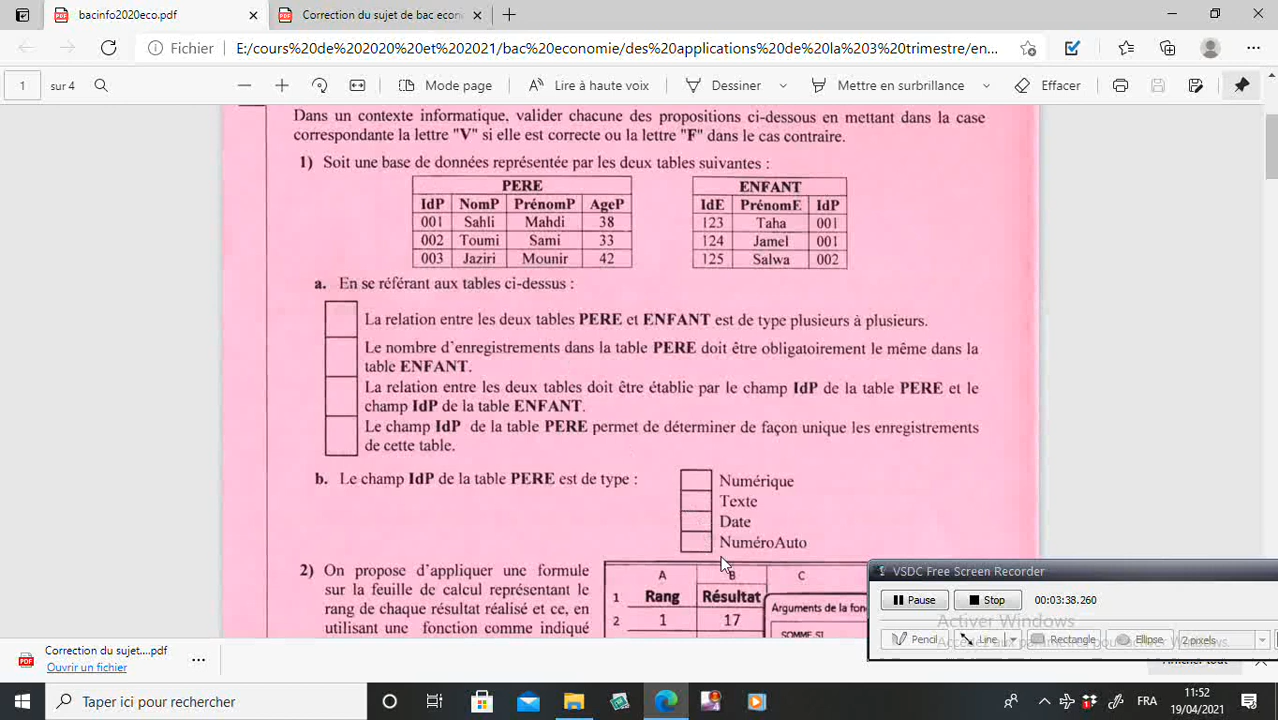 bacinfo2020eco.pdf
Correction du sujet de bac econ
Fichier
E:/cours%20de%202020%20et%202021/bac%20economie/des%20applications%20de%20la%203%20trimestre/en...
1 sur 4
Mode page
Lire à haute voix
Dessiner
Mettre en surbrillance
Effacer
Dans un contexte informatique, valider chacune des propositions ci-dessous en mettant dans la case
correspondante la lettre "V" si elle est correcte ou la lettre "F" dans le cas contraire.
1) Soit une base de données représentée par les deux tables suivantes :
PERE
IdP NomP PrénomP AgeP
001 Sahli Mahdi 38
002 Toumi Sami 33
003 Jaziri Mounir 42
ENFANT
IdE PrénomE IdP
123 Taha 001
124 Jamel 001
125 Salwa 002
a. En se référant aux tables ci-dessus :
La relation entre les deux tables PERE et ENFANT est de type plusieurs à plusieurs.
Le nombre d'enregistrements dans la table PERE doit être obligatoirement le même dans la
table ENFANT.
La relation entre les deux tables doit être établie par le champ IdP de la table PERE et le
champ IdP de la table ENFANT.
Le champ IdP de la table PERE permet de déterminer de façon unique les enregistrements
de cette table.
b. Le champ IdP de la table PERE est de type :
Numérique
Texte
Date
NuméroAuto
2) On propose d'appliquer une formule
sur la feuille de calcul représentant le
rang de chaque résultat réalisé et ce, en
utilisant une fonction comme indiqué
A B C
1 Rang Résultat
2 1 17
Arguments de la fon
SOMME.SI
VSDC Free Screen Recorder
Pause
Stop
00:03:38.260
Activer Windows
Accédez aux paramètres pour activer Windows.
Pencil
Line
Rectangle
Ellipse
2 pixels
Correction du sujet....pdf
Ouvrir un fichier
Afficher tout
Taper ici pour rechercher
FRA
11:52
19/04/2021